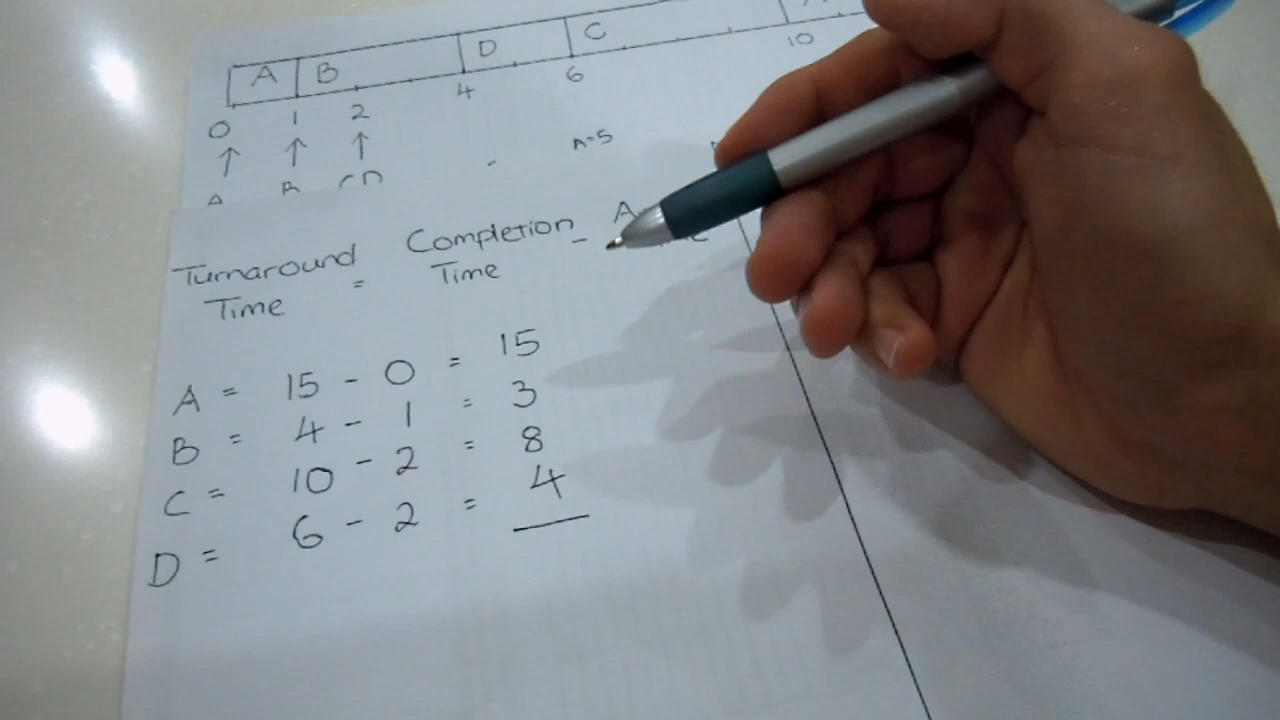 A B D C
0 1 2 4 6 10
A=5
A B C D
Turnaround Time = Completion Time -
A = 15 - 0 = 15
B = 4 - 1 = 3
C = 10 - 2 = 8
D = 6 - 2 = 4